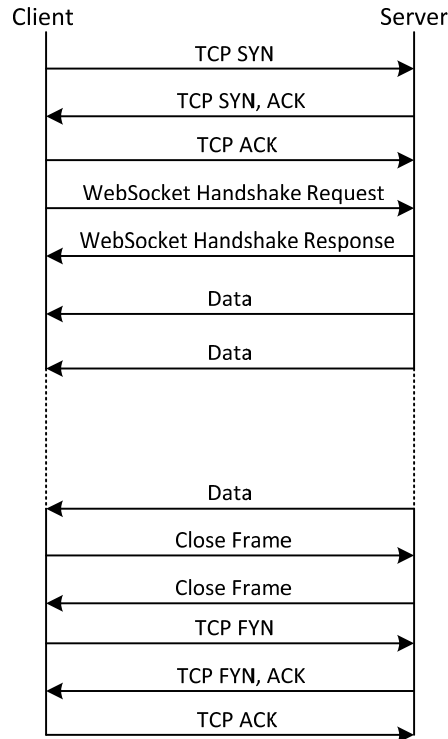 Client
Server
TCP SYN
TCP SYN, ACK
TCP ACK
WebSocket Handshake Request
WebSocket Handshake Response
Data
Data
Data
Close Frame
Close Frame
TCP FYN
TCP FYN, ACK
TCP ACK